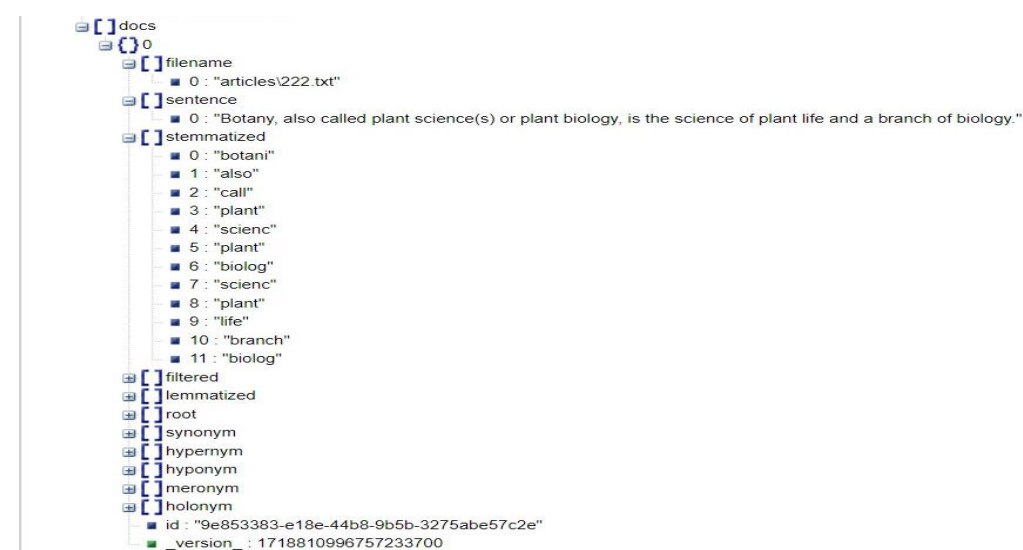 [ ] docs
{ } 0
[ ] filename
0 : "articles\222.txt"
[ ] sentence
0 : "Botany, also called plant science(s) or plant biology, is the science of plant life and a branch of biology."
[ ] stemmatized
0 : "botani"
1 : "also"
2 : "call"
3 : "plant"
4 : "scienc"
5 : "plant"
6 : "biolog"
7 : "scienc"
8 : "plant"
9 : "life"
10 : "branch"
11 : "biolog"
[ ] filtered
[ ] lemmatized
[ ] root
[ ] synonym
[ ] hypernym
[ ] hyponym
[ ] meronym
[ ] holonym
id : "9e853383-e18e-44b8-9b5b-3275abe57c2e"
_version_ : 1718810996757233700